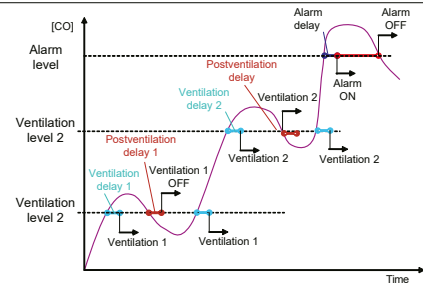 [CO]
Alarm
delay
Alarm
OFF
Alarm
level
Postventilation
delay
Alarm
ON
Ventilation
delay 2
Ventilation 2
Ventilation
level 2
Postventilation
delay 1
Ventilation 2
Ventilation 2
Ventilation
delay 1
Ventilation 1
OFF
Ventilation
level 2
Ventilation 1
Ventilation 1
Time